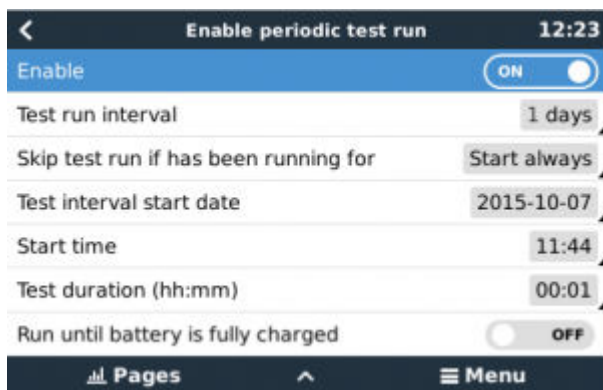 Enable periodic test run 12:23
Enable ON
Test run interval 1 days
Skip test run if has been running for Start always
Test interval start date 2015-10-07
Start time 11:44
Test duration (hh:mm) 00:01
Run until battery is fully charged OFF
Pages Menu